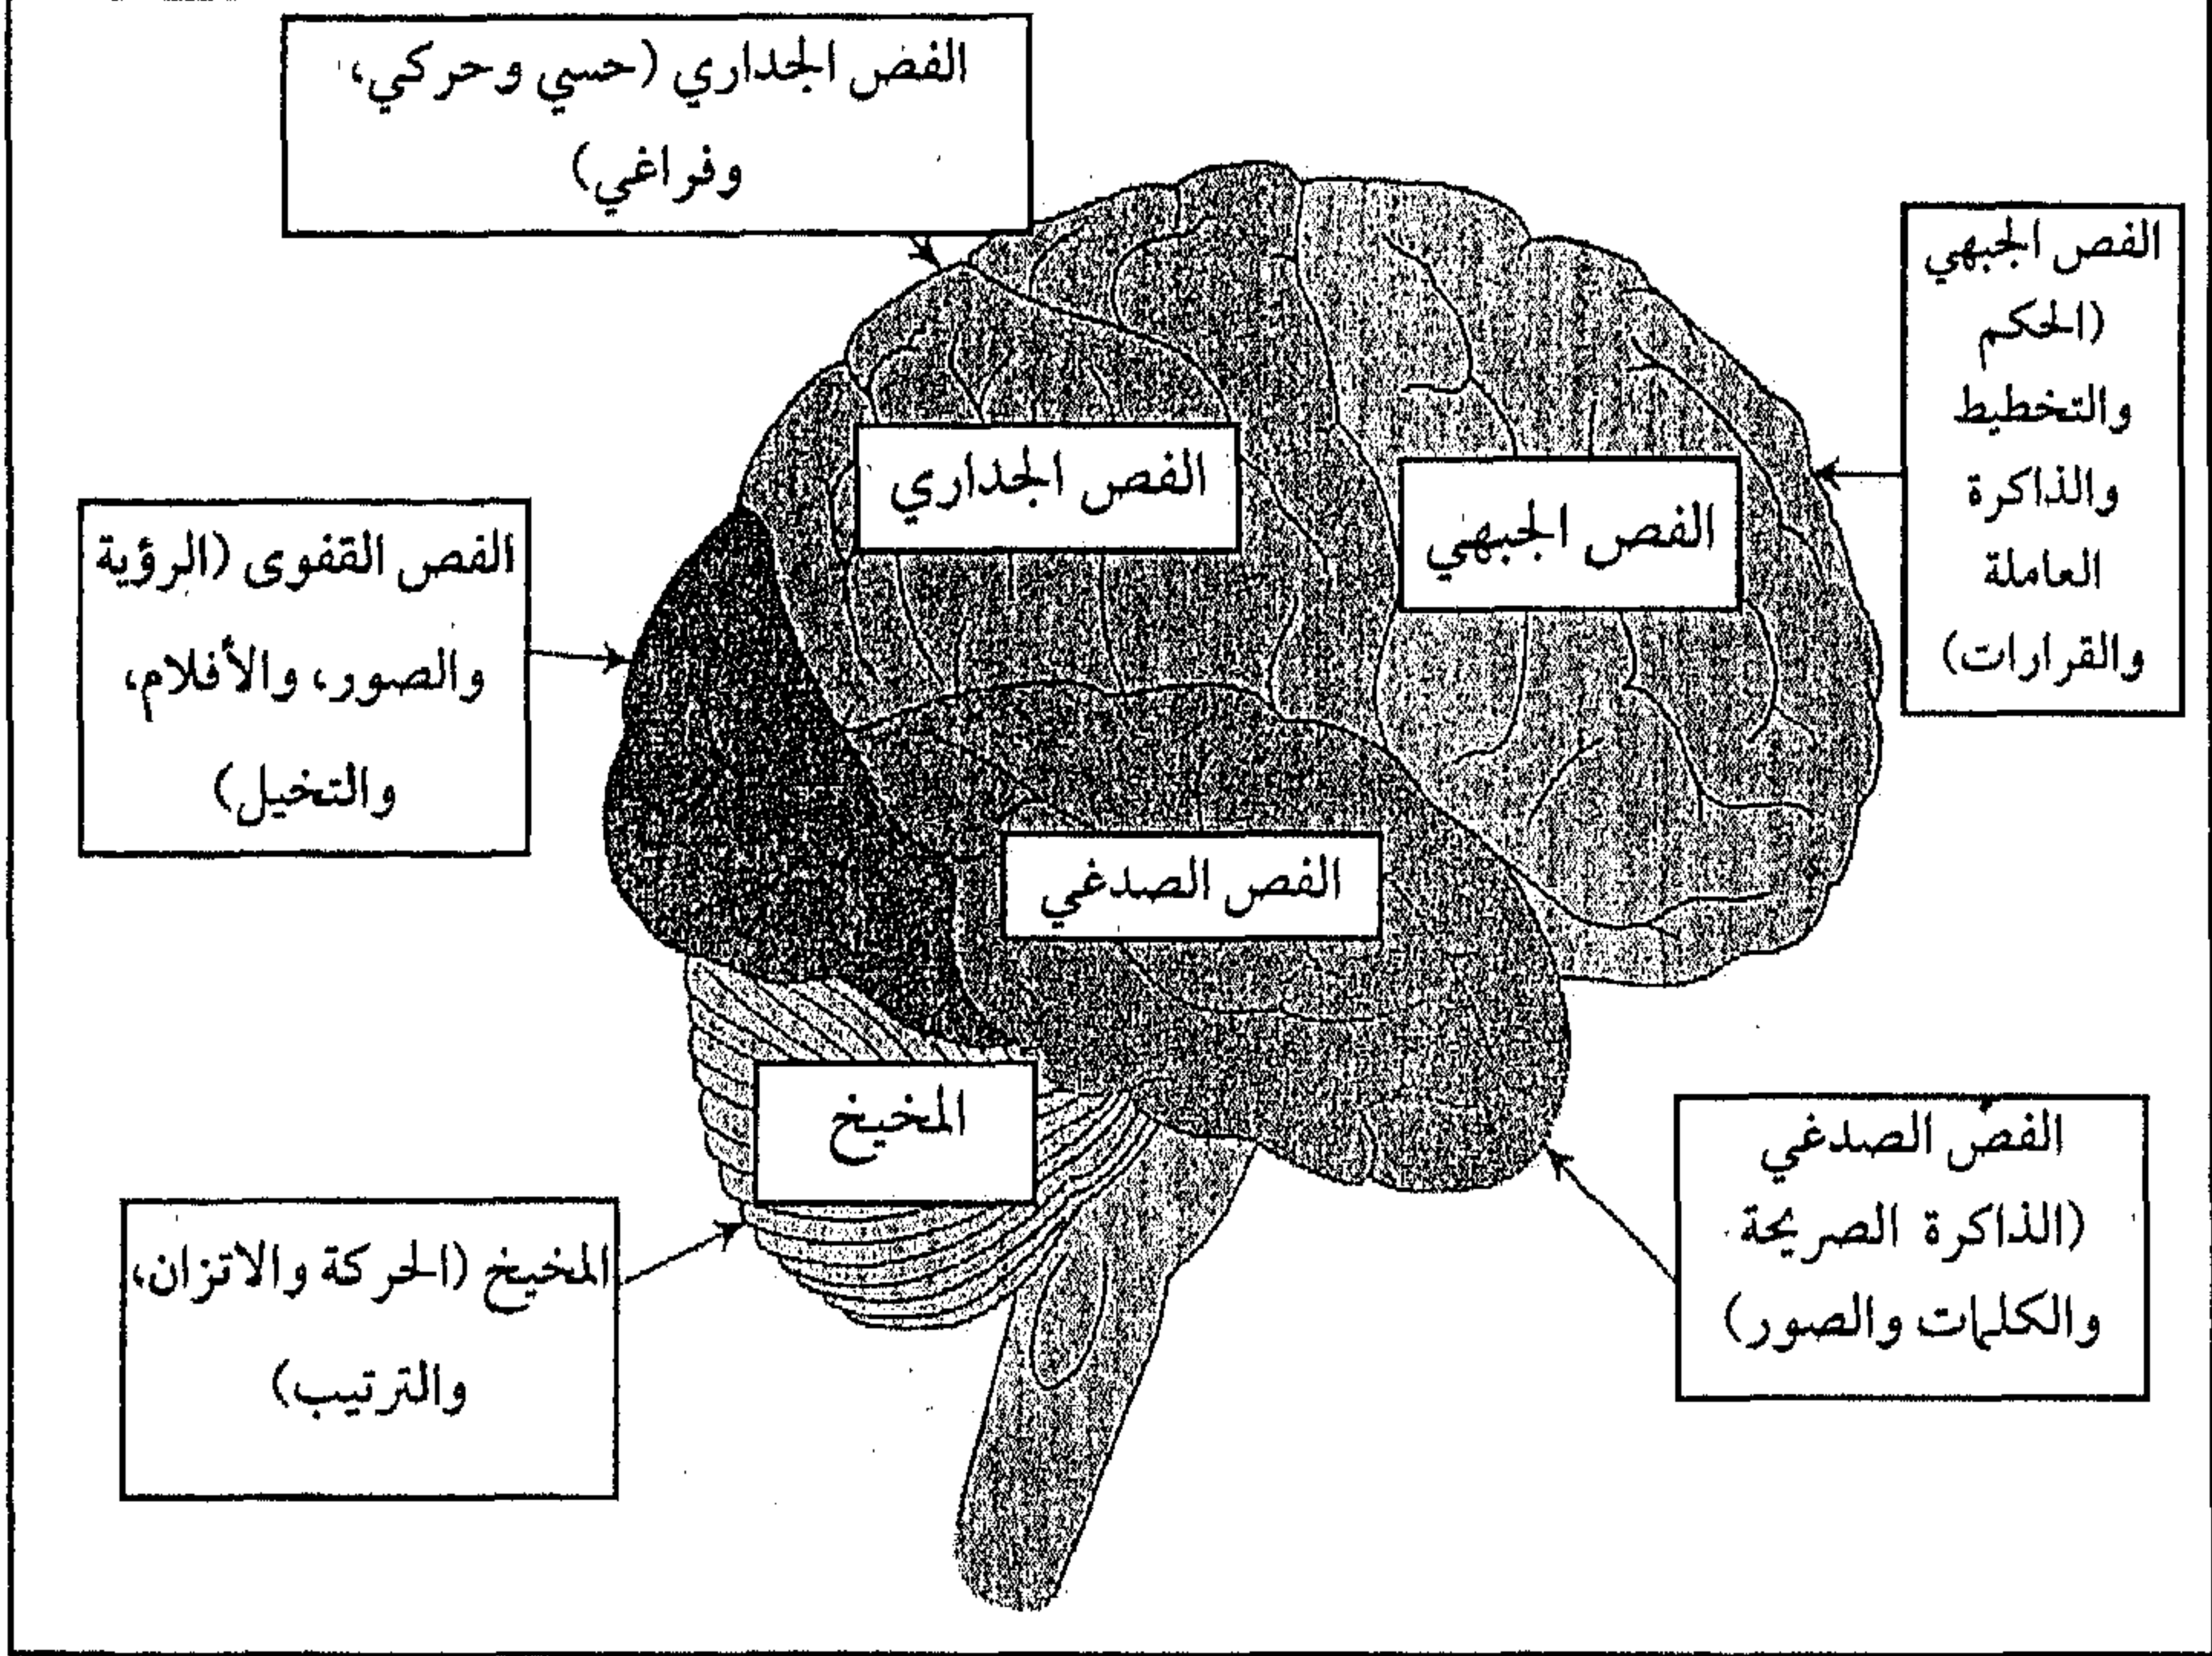 الفص الجداري (حسي وحركي،
وفراغي)
الفص الجبهي
(الحكم
والتخطيط
والذاكرة
العاملة
والقرارات)
الفص الجداري
الفص الجبهي
الفص القفوى (الرؤية
والصور، والأفلام،
والتخيل)
الفص الصدغي
المخيخ
الفص الصدغي
(الذاكرة الصريحة
والكلمات والصور)
المخيخ (الحركة والاتزان،
والترتيب)